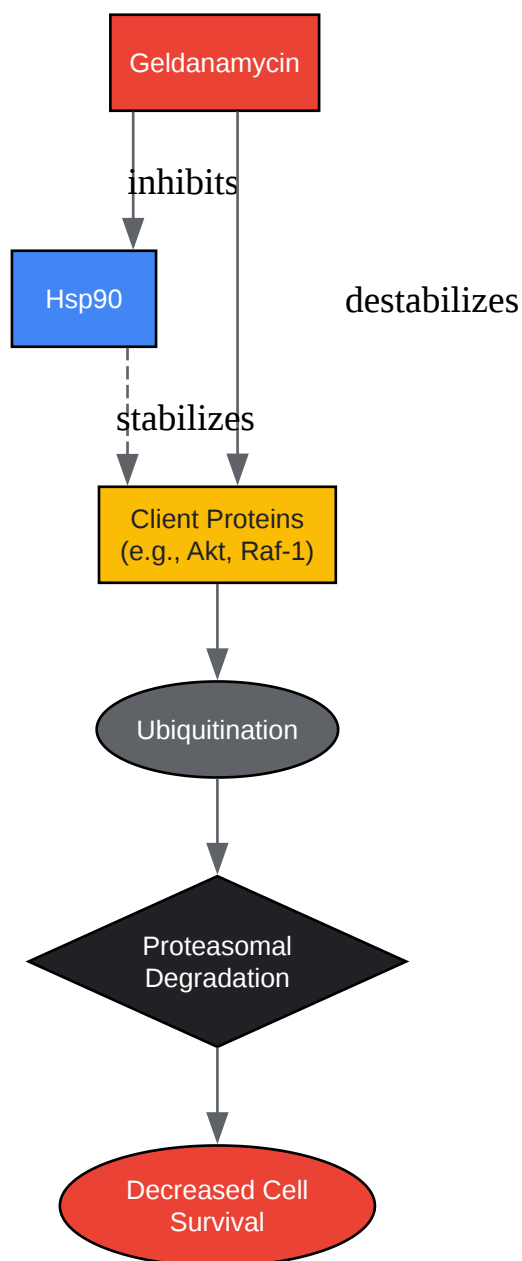 Geldanamycin
inhibits
Hsp90
destabilizes
stabilizes
Client Proteins
(e.g., Akt, Raf-1)
Ubiquitination
Proteasomal
Degradation
Decreased Cell
Survival